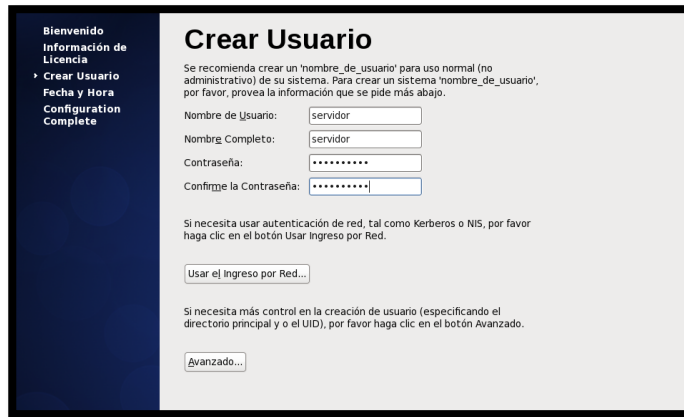 Bienvenido
Información de
Licencia
Crear Usuario
Fecha y Hora
Configuration
Complete
Crear Usuario
Se recomienda crear un 'nombre_de_usuario' para uso normal (no
administrativo) de su sistema. Para crear un sistema 'nombre_de_usuario',
por favor, provea la información que se pide más abajo.
Nombre de Usuario: servidor
Nombre Completo: servidor
Contraseña: ••••••••••
Confirme la Contraseña: ••••••••••
Si necesita usar autenticación de red, tal como Kerberos o NIS, por favor
haga clic en el botón Usar Ingreso por Red.
Usar el Ingreso por Red...
Si necesita más control en la creación de usuario (especificando el
directorio principal y o el UID), por favor haga clic en el botón Avanzado.
Avanzado...